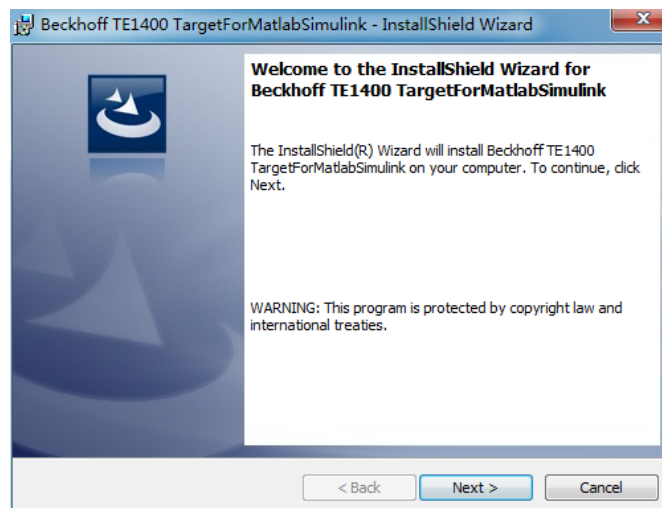 Beckhoff TE1400 TargetForMatlabSimulink - InstallShield Wizard
Welcome to the InstallShield Wizard for
Beckhoff TE1400 TargetForMatlabSimulink
The InstallShield(R) Wizard will install Beckhoff TE1400
TargetForMatlabSimulink on your computer. To continue, click
Next.
WARNING: This program is protected by copyright law and
international treaties.
< Back Next > Cancel